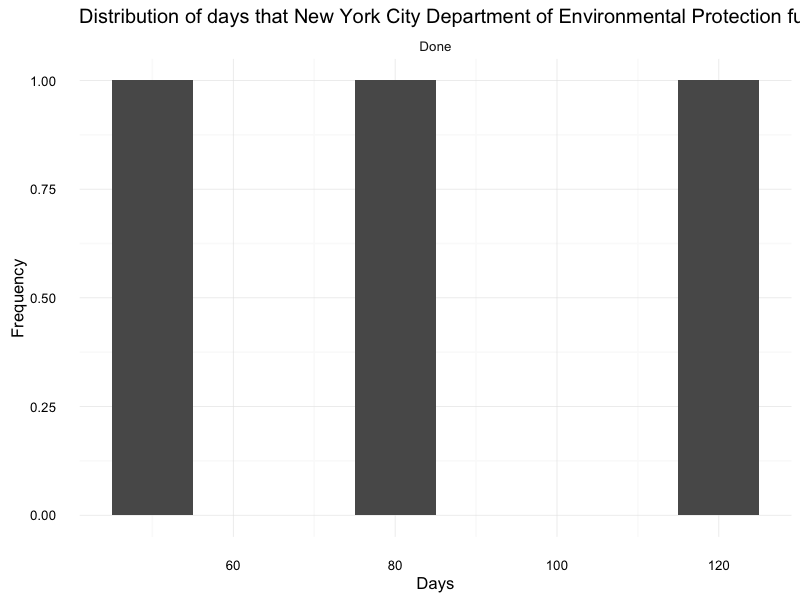 Distribution of days that New York City Department of Environmental Protection fu
Done
1.00
0.75
0.50
0.25
0.00
Frequency
60 80 100 120
Days